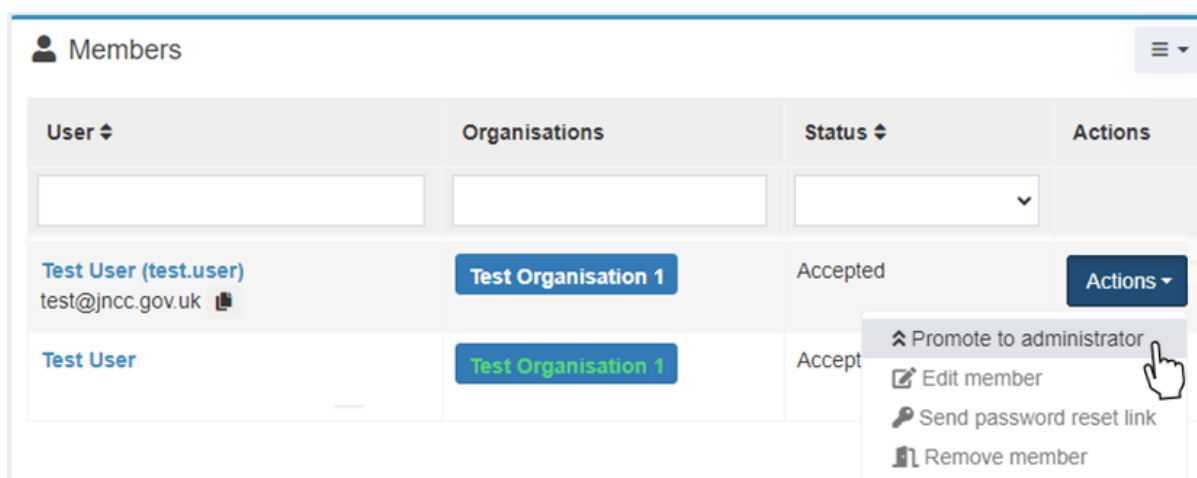 Members
User Organisations Status Actions
Test User (test.user) Test Organisation 1 Accepted Actions
test@jncc.gov.uk
Promote to administrator
Test User Test Organisation 1 Accept
Edit member
Send password reset link
Remove member